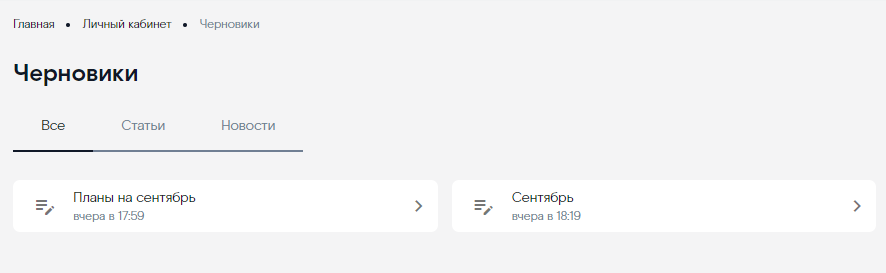 Главная • Личный кабинет • Черновики
Черновики
Все Статьи Новости
Планы на сентябрь
вчера в 17:59
Сентябрь
вчера в 18:19